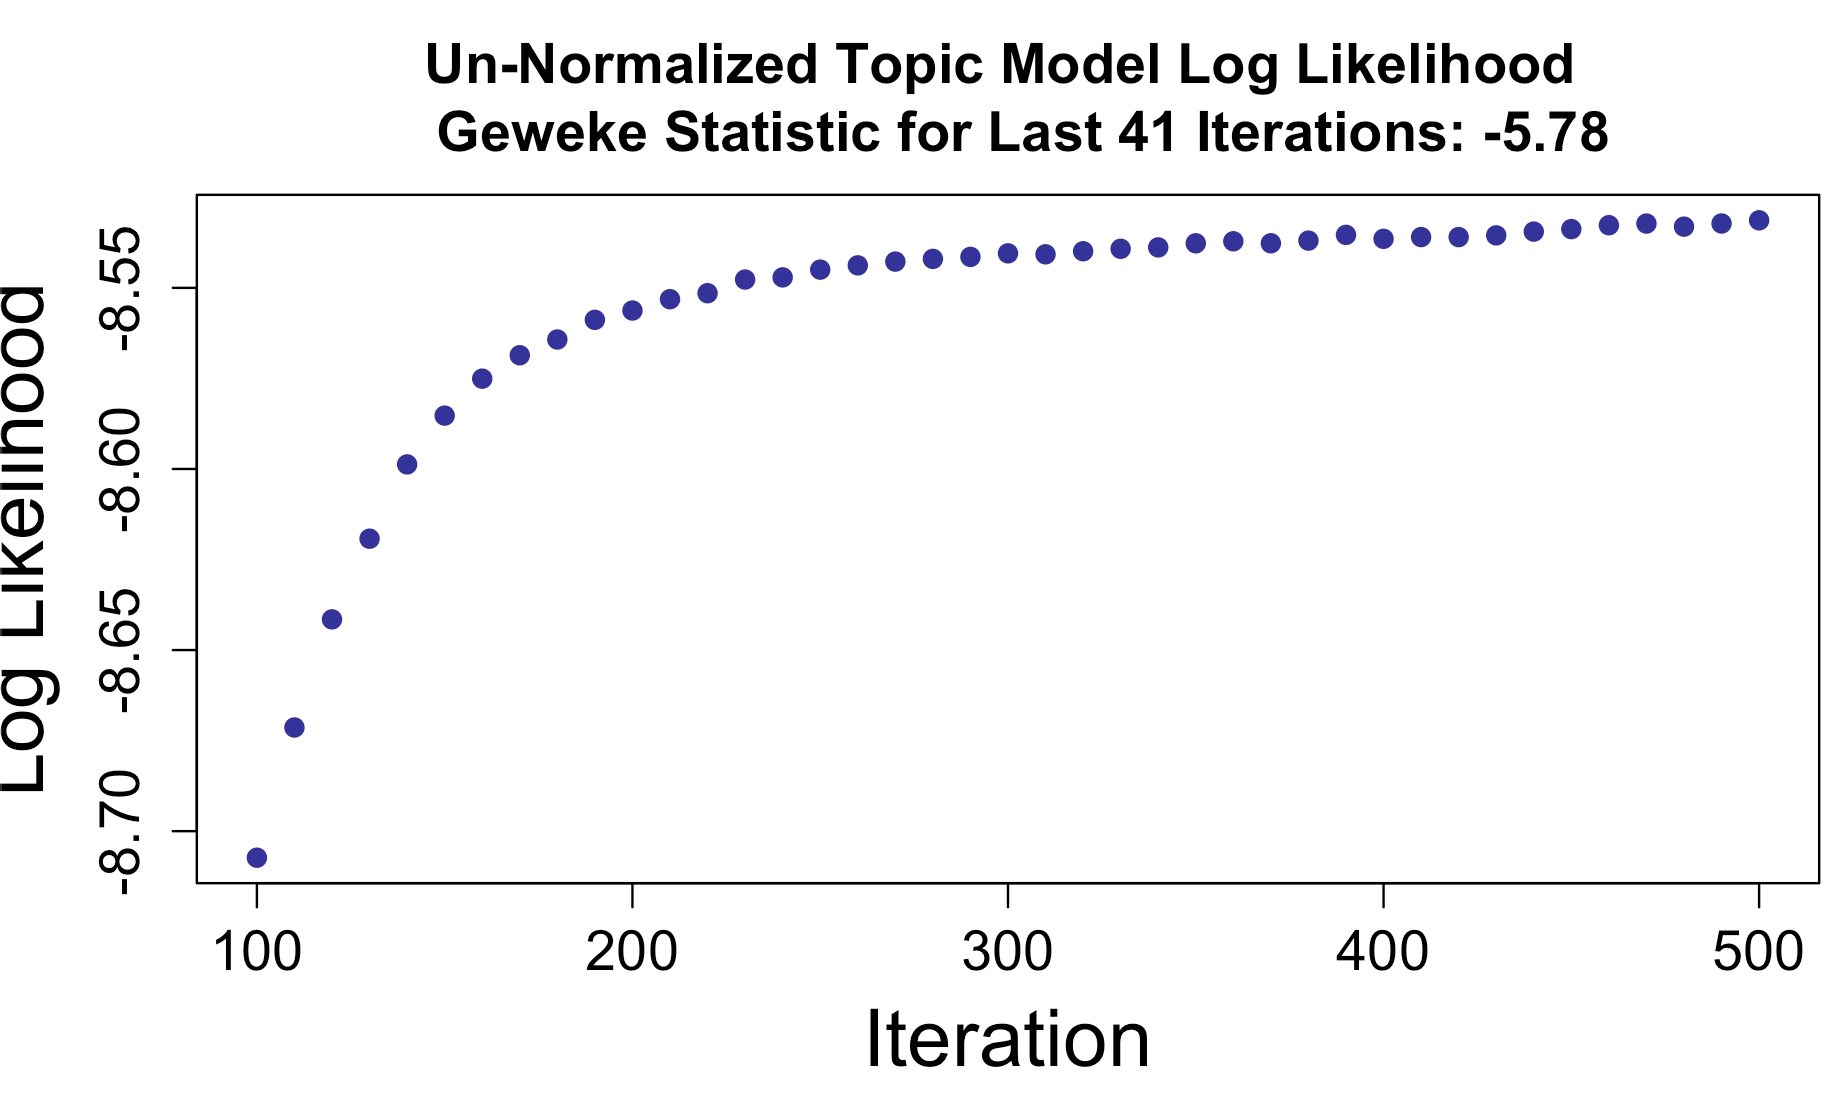 Un-Normalized Topic Model Log Likelihood
Geweke Statistic for Last 41 Iterations: -5.78
Log Likelihood
-8.55
-8.60
-8.65
-8.70
100 200 300 400 500
Iteration